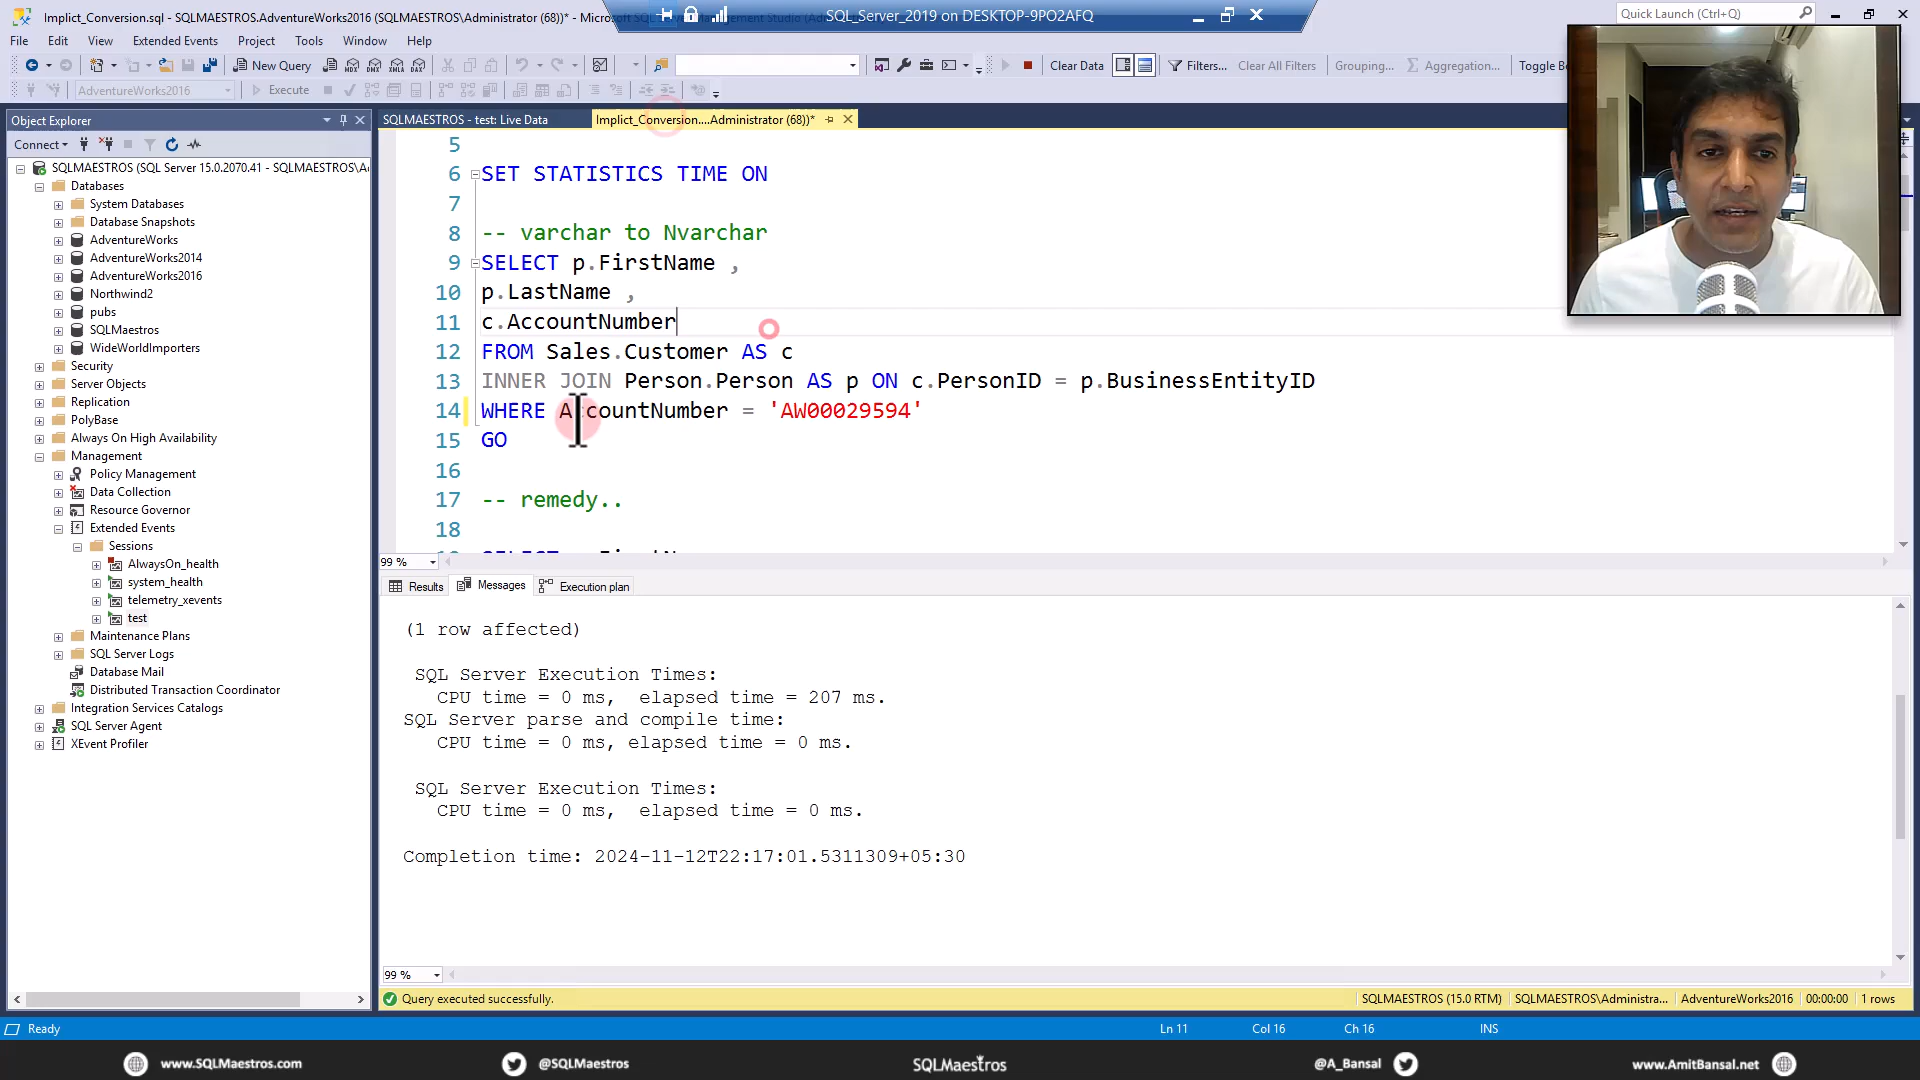 Implict_Conversion.sql - SQLMAESTROS.AdventureWorks2016 (SQLMAESTROS\Administrator (68))* - Microsoft
SQL_Server_2019 on DESKTOP-9PO2AFQ
Quick Launch (Ctrl+Q)
File Edit View Experimental Events Project Tools Window Help
New Query MDX DMX XMLA DAX Clear Data Filters... Clear All Filters Grouping... Aggregation... Toggle
AdventureWorks2016 Execute
Object Explorer
Connect
SQLMAESTROS (SQL Server 15.0.2070.41 - SQLMAESTROS\A
Databases
System Databases
Database Snapshots
AdventureWorks
AdventureWorks2014
AdventureWorks2016
Northwind2
pubs
SQLMaestros
WideWorldImporters
Security
Server Objects
Replication
PolyBase
Always On High Availability
Management
Policy Management
Data Collection
Resource Governor
Extended Events
Sessions
AlwaysOn_health
system_health
telemetry_xevents
test
Maintenance Plans
SQL Server Logs
Database Mail
Distributed Transaction Coordinator
Integration Services Catalogs
SQL Server Agent
XEvent Profiler
SQLMAESTROS - test: Live Data
Implict_Conversion....Administrator (68))*
5
6 SET STATISTICS TIME ON
7
8 -- varchar to Nvarchar
9 SELECT p.FirstName ,
10 p.LastName ,
11 c.AccountNumber
12 FROM Sales.Customer AS c
13 INNER JOIN Person.Person AS p ON c.PersonID = p.BusinessEntityID
14 WHERE AccountNumber = 'AW00029594'
15 GO
16
17 -- remedy..
18
99 %
Results Messages Execution plan
(1 row affected)
SQL Server Execution Times:
CPU time = 0 ms, elapsed time = 207 ms.
SQL Server parse and compile time:
CPU time = 0 ms, elapsed time = 0 ms.
SQL Server Execution Times:
CPU time = 0 ms, elapsed time = 0 ms.
Completion time: 2024-11-12T22:17:01.5311309+05:30
99 %
Query executed successfully.
SQLMAESTROS (15.0 RTM) SQLMAESTROS\Administra... AdventureWorks2016 00:00:00 1 rows
Ready Ln 11 Col 16 Ch 16 INS
www.SQLMaestros.com @SQLMaestros SQLMaestros @A_Bansal www.AmitBansal.net